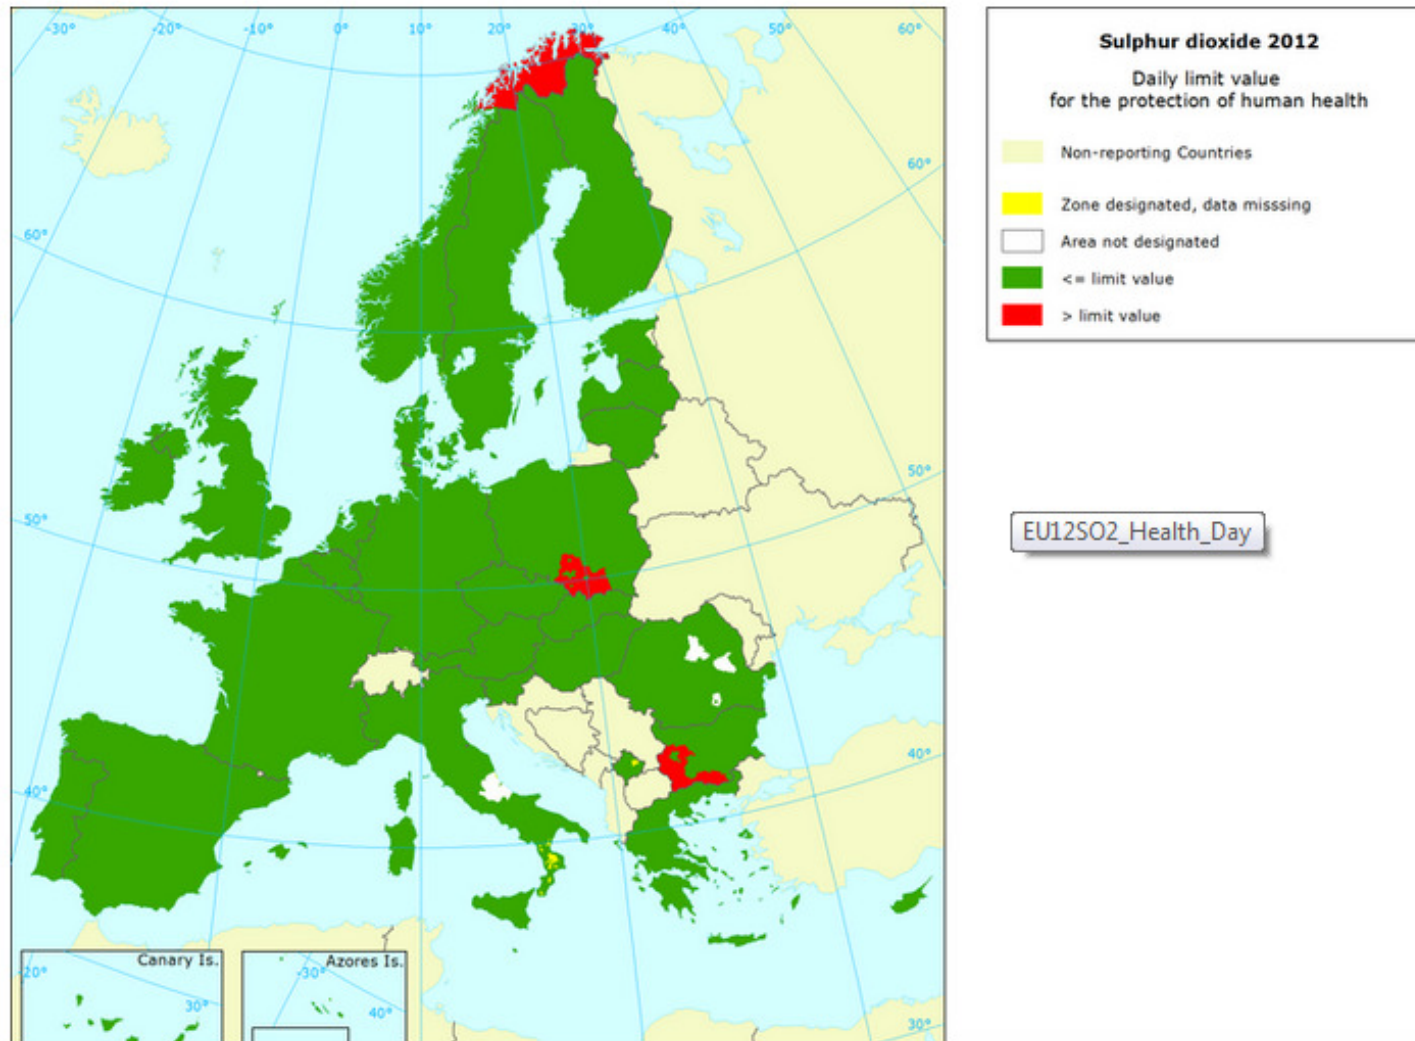 -30°
-20°
-10°
0°
10°
20°
30°
40°
50°
60°
60°
60°
50°
50°
40°
40°
Canary Is.
-20°
30°
Azores Is.
-30°
40°
30°
Sulphur dioxide 2012
Daily limit value
for the protection of human health
Non-reporting Countries
Zone designated, data misssing
Area not designated
<= limit value
> limit value
EU12SO2_Health_Day